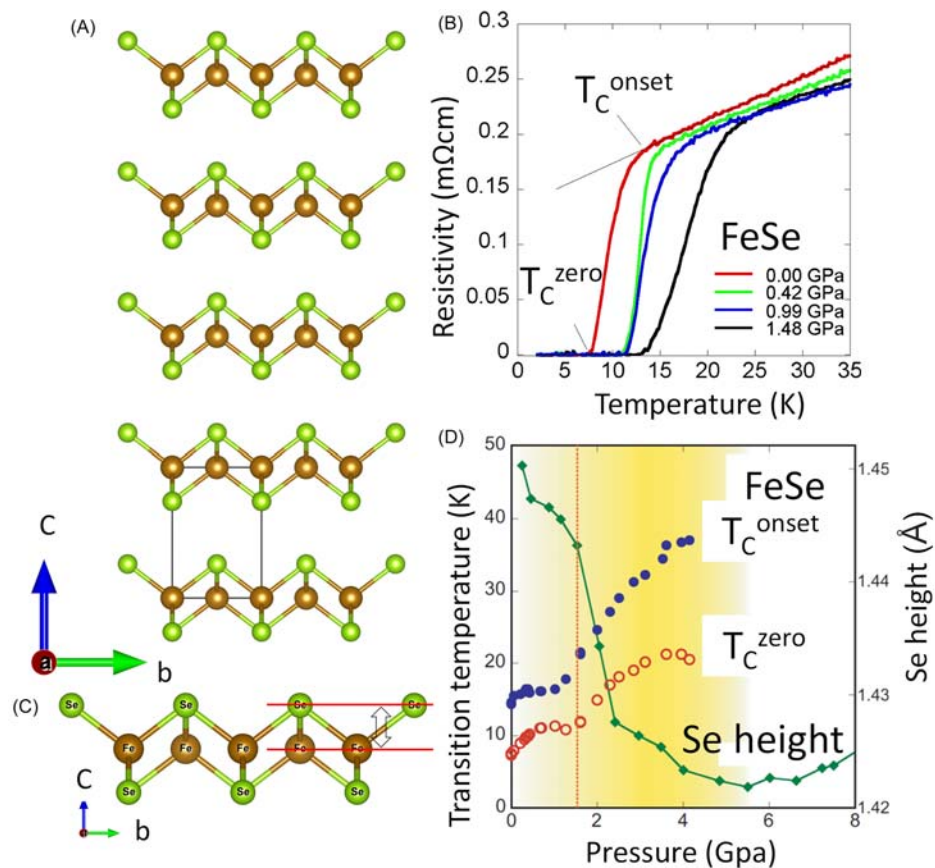 (A)
C
a
b
(B)
Resistivity (mΩcm)
0.3
0.25
0.2
0.15
0.1
0.05
0
T_C^onset
T_C^zero
FeSe
0.00 GPa
0.42 GPa
0.99 GPa
1.48 GPa
0 5 10 15 20 25 30 35
Temperature (K)
(C)
Se Se Se Se
Fe Fe Fe Fe Fe
Se Se Se
C
b
(D)
Transition temperature (K)
50
40
30
20
10
0
FeSe
T_C^onset
T_C^zero
Se height
1.45
1.44
1.430
1.42
Se height (Å)
0 2 4 6 8
Pressure (Gpa)